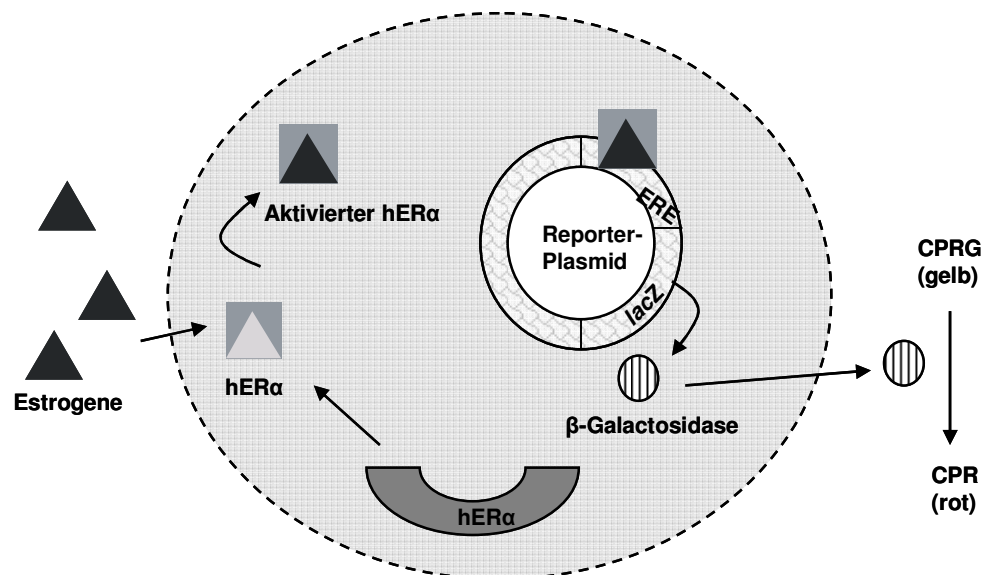 Estrogene
Aktivierter hERα
hERα
hERα
Reporter-
Plasmid
ERE
lacZ
β-Galactosidase
CPRG
(gelb)
CPR
(rot)